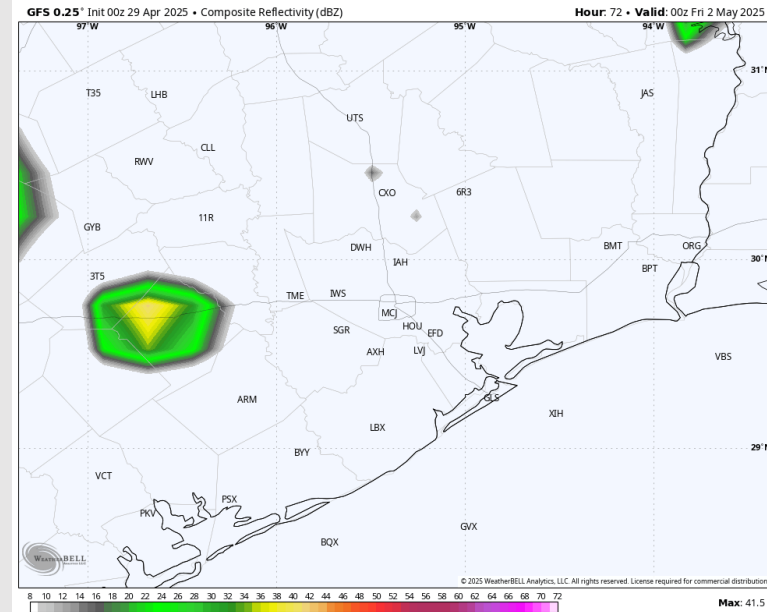 GFS 0.25° Init 00z 29 Apr 2025 • Composite Reflectivity (dBZ) Hour: 72 • Valid: 00z Fri 2 May 2025
97°W 96°W 95°W 94°W
31°N
T35 LHB JAS
UTS
CLL
RWV
CXO 6R3
11R
GYB
DWH BMT ORG
IAH 30°N
BPT
3T5
TME IWS
MCJ
SGR HOU EFD
AXH LVJ VBS
ARM GLS
XIH
LBX
29°N
BYY
VCT
PSX
PKV
GVX
BQX
WEATHERBELL
© 2025 WeatherBELL Analytics, LLC. All rights reserved. License required for commercial distribution
8 10 12 14 16 18 20 22 24 26 28 30 32 34 36 38 40 42 44 46 48 50 52 54 56 58 60 62 64 66 68 70 72
Max: 41.5